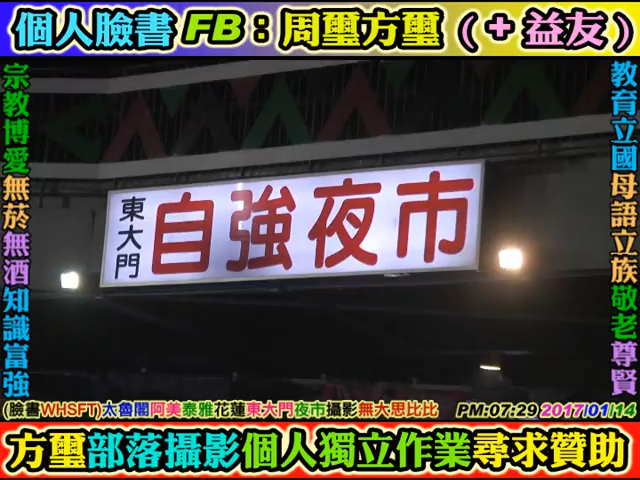 個人臉書FB：周璽方璽（+益友）
宗教博愛無於無酒知識富強
教育立國母語立族敬老尊賢
東大門
自強夜市
(臉書WHSFT)太魯閣阿美泰雅花蓮東大門夜市攝影無大思比比 PM:07:29 2017/01/14
方璽部落攝影個人獨立作業尋求贊助